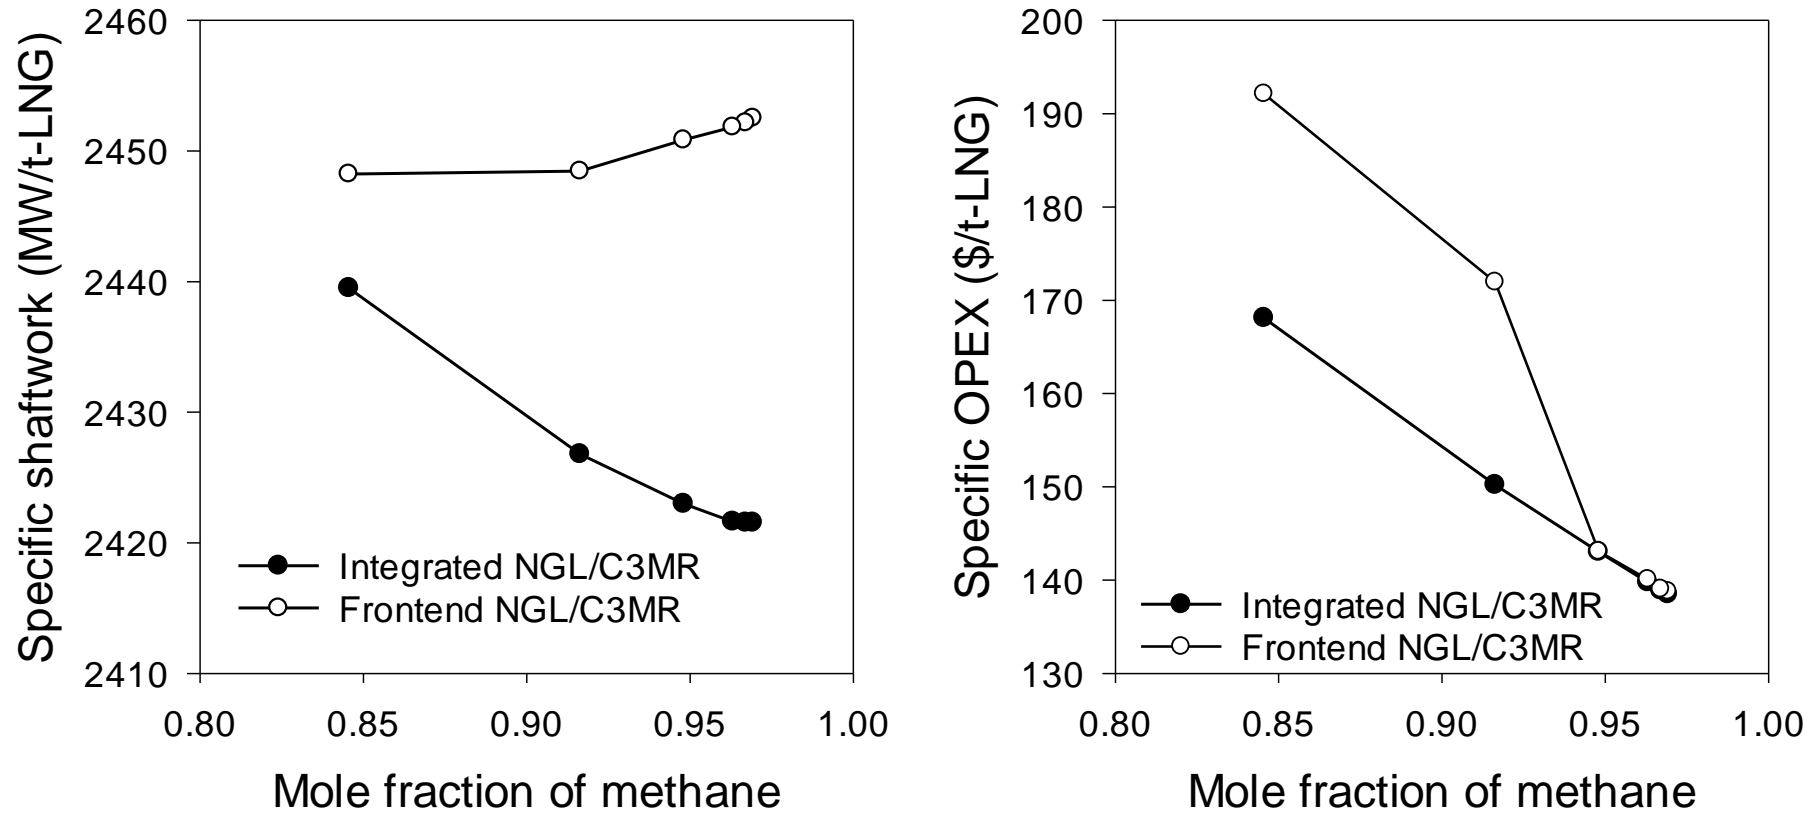 Specific shaftwork (MW/t-LNG)
2460
2450
2440
2430
2420
2410
Integrated NGL/C3MR
Frontend NGL/C3MR
0.80 0.85 0.90 0.95 1.00
Mole fraction of methane
Specific OPEX ($/t-LNG)
200
190
180
170
160
150
140
130
Integrated NGL/C3MR
Frontend NGL/C3MR
0.80 0.85 0.90 0.95 1.00
Mole fraction of methane